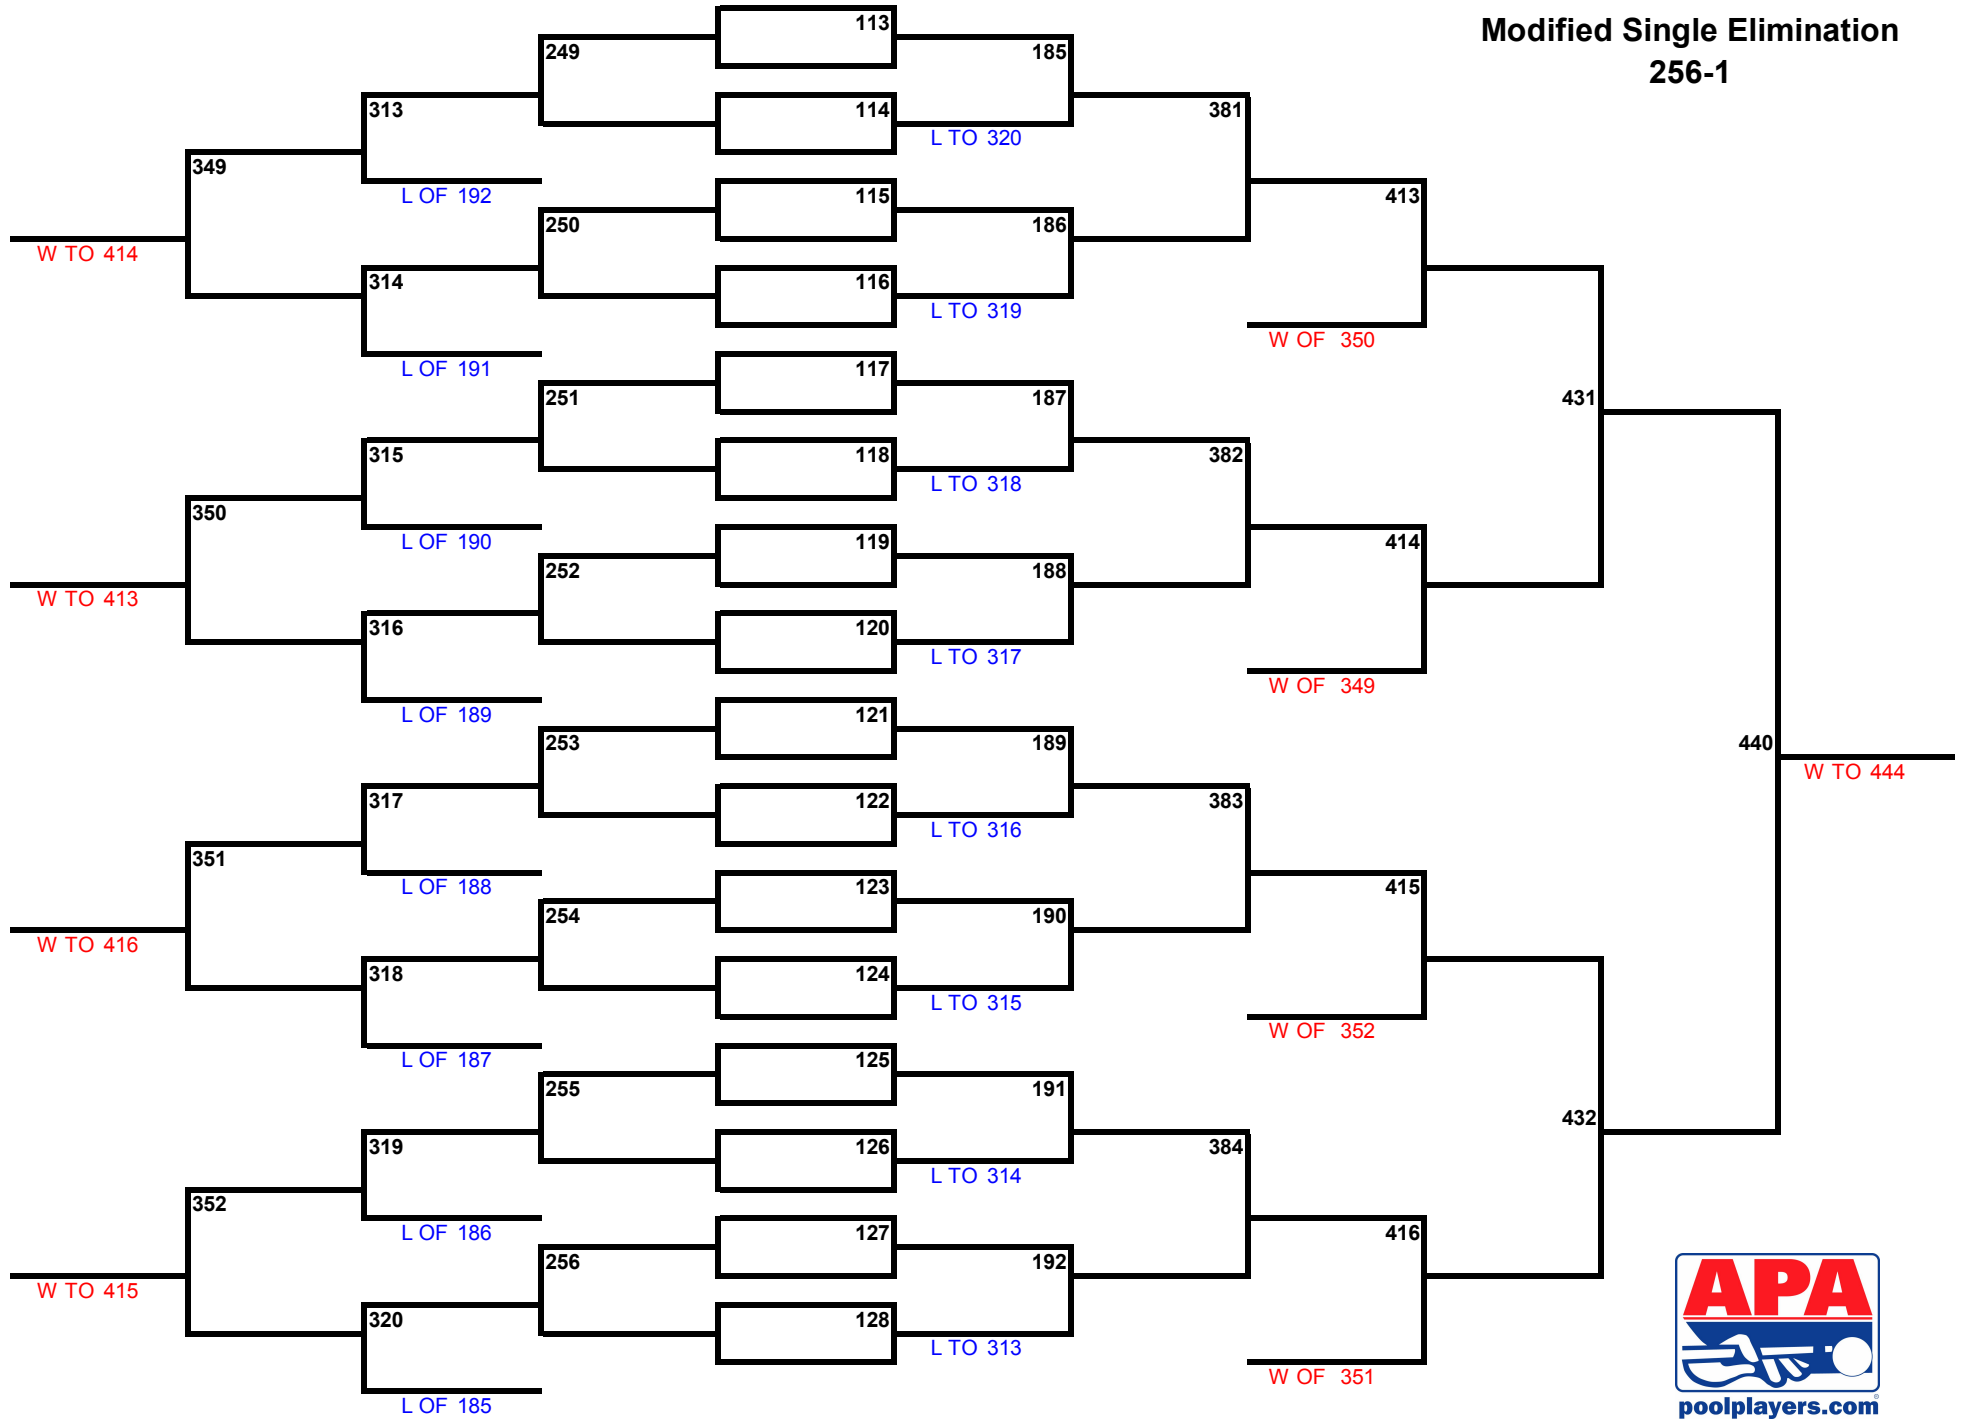 Modified Single Elimination
256-1
113
249 185
114
313 381
L TO 320
349
115
L OF 192 413
250 186
W TO 414
314 116
L TO 319
W OF 350
L OF 191 117
251 187 431
315 118 382
L TO 318
350
L OF 190 119 414
252 188
W TO 413
316 120
L TO 317
W OF 349
L OF 189 121
253 189 440
W TO 444
317 122 383
L TO 316
351
L OF 188 123 415
254 190
W TO 416
318 124
L TO 315
W OF 352
L OF 187 125
255 191
432
319 126 384
L TO 314
352
L OF 186 127 416
256 192
W TO 415
320 128
L TO 313
W OF 351
L OF 185
APA
poolplayers.com